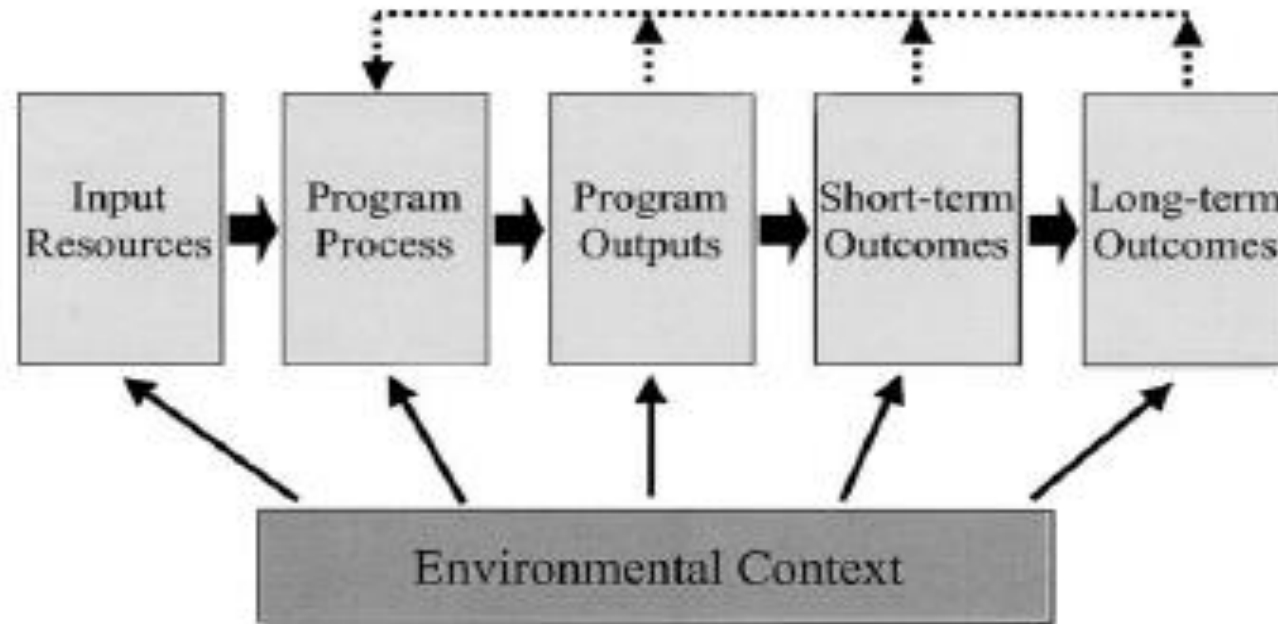 Input
Resources
Program
Process
Program
Outputs
Short-term
Outcomes
Long-term
Outcomes
Environmental Context